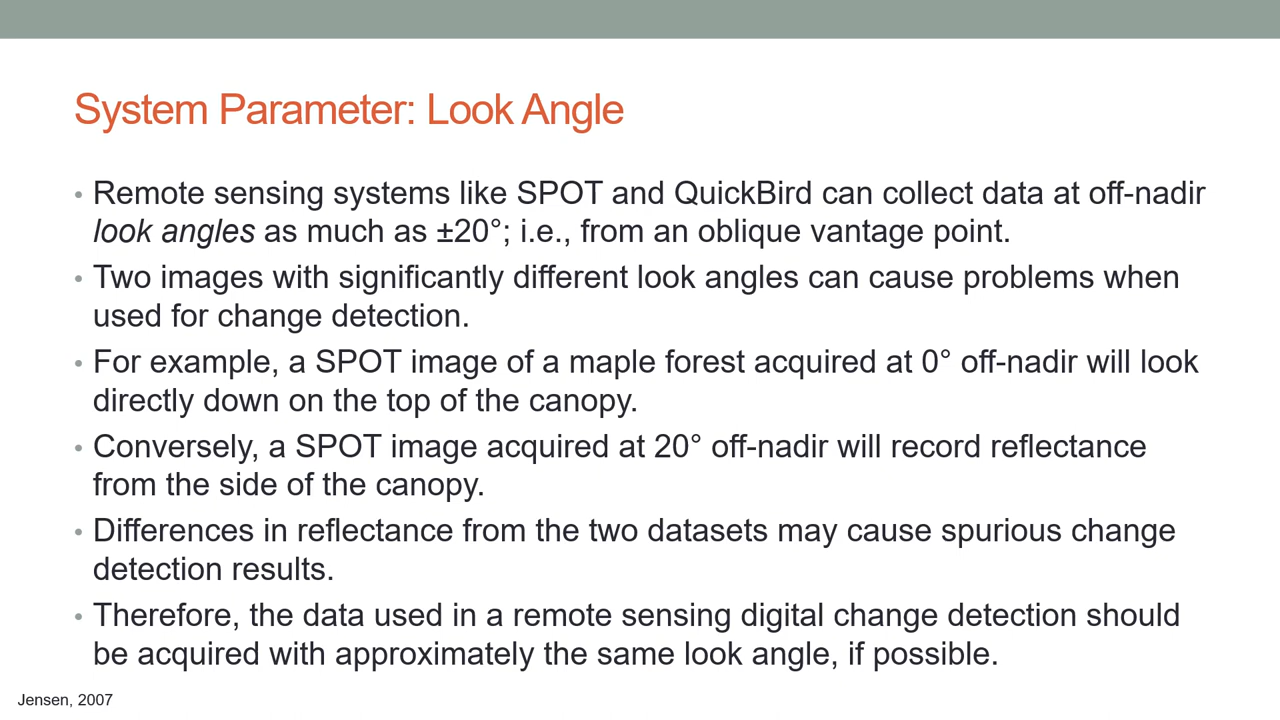 System Parameter: Look Angle
• Remote sensing systems like SPOT and QuickBird can collect data at off-nadir
look angles as much as ±20°; i.e., from an oblique vantage point.
• Two images with significantly different look angles can cause problems when
used for change detection.
• For example, a SPOT image of a maple forest acquired at 0° off-nadir will look
directly down on the top of the canopy.
• Conversely, a SPOT image acquired at 20° off-nadir will record reflectance
from the side of the canopy.
• Differences in reflectance from the two datasets may cause spurious change
detection results.
• Therefore, the data used in a remote sensing digital change detection should
be acquired with approximately the same look angle, if possible.
Jensen, 2007